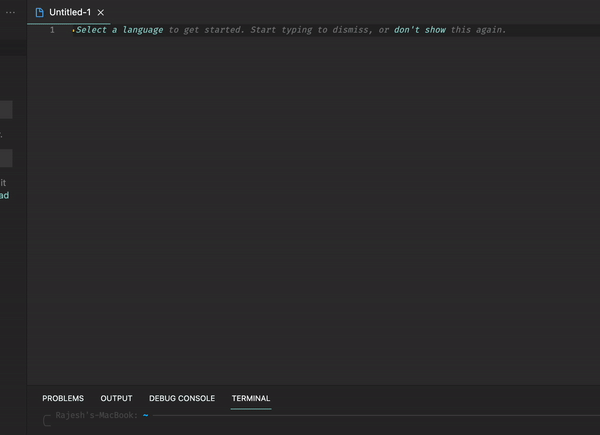 Untitled-1
1 Select a language to get started. Start typing to dismiss, or don't show this again.
it
ad
PROBLEMS OUTPUT DEBUG CONSOLE TERMINAL
Rajesh's-MacBook: ~